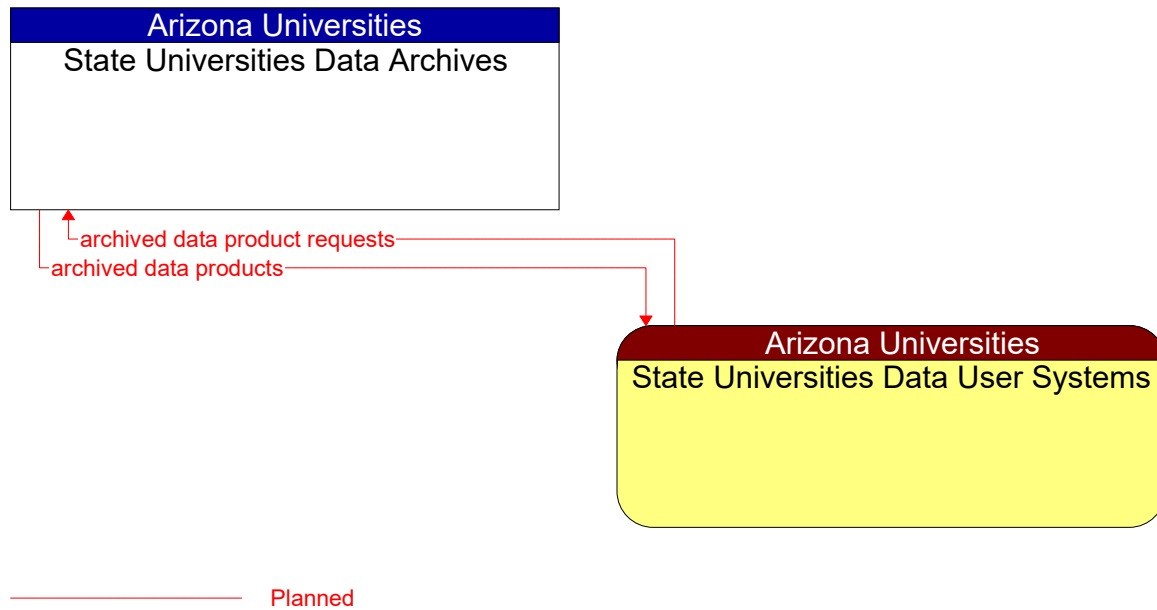 Arizona Universities
State Universities Data Archives
archived data product requests
archived data products
Arizona Universities
State Universities Data User Systems
Planned